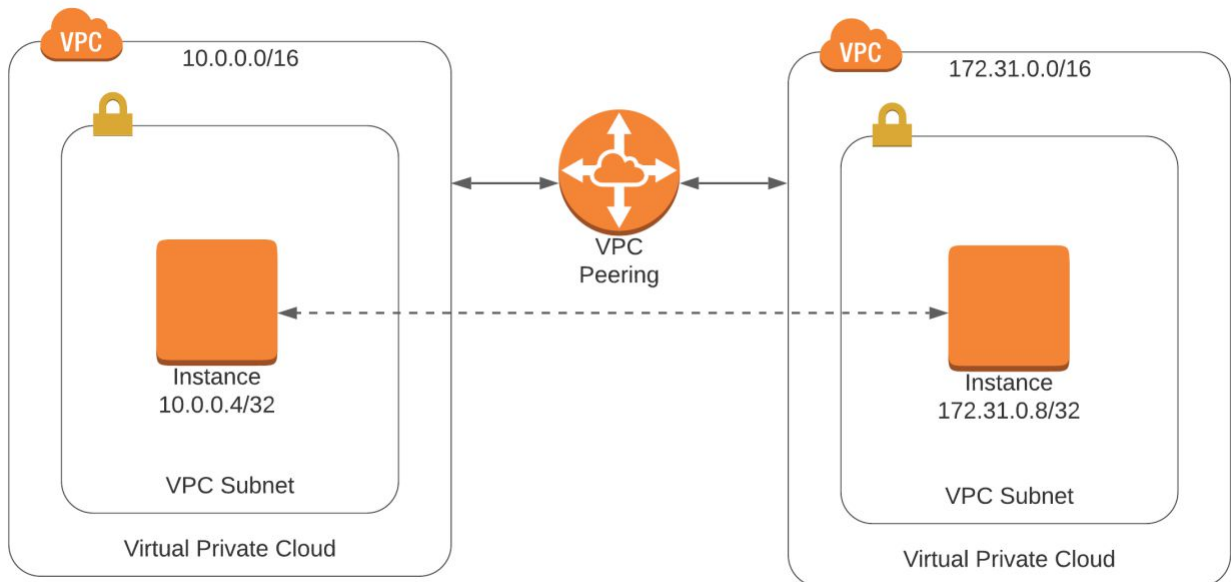 VPC
10.0.0.0/16
VPC
172.31.0.0/16
VPC
Peering
Instance
10.0.0.4/32
Instance
172.31.0.8/32
VPC Subnet
VPC Subnet
Virtual Private Cloud
Virtual Private Cloud